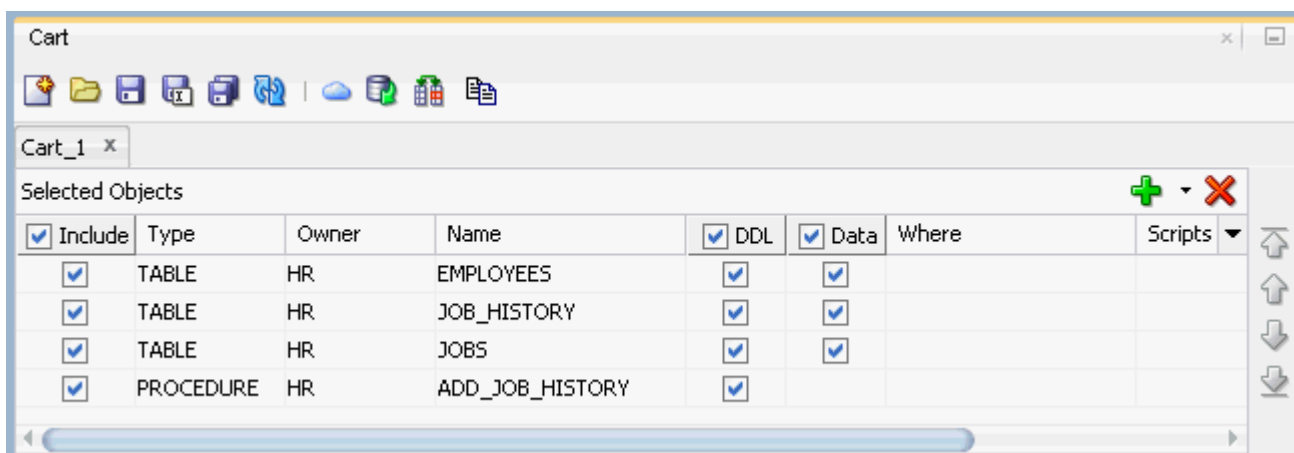 Cart
Cart_1
Selected Objects
Include Type Owner Name DDL Data Where Scripts
TABLE HR EMPLOYEES
TABLE HR JOB_HISTORY
TABLE HR JOBS
PROCEDURE HR ADD_JOB_HISTORY